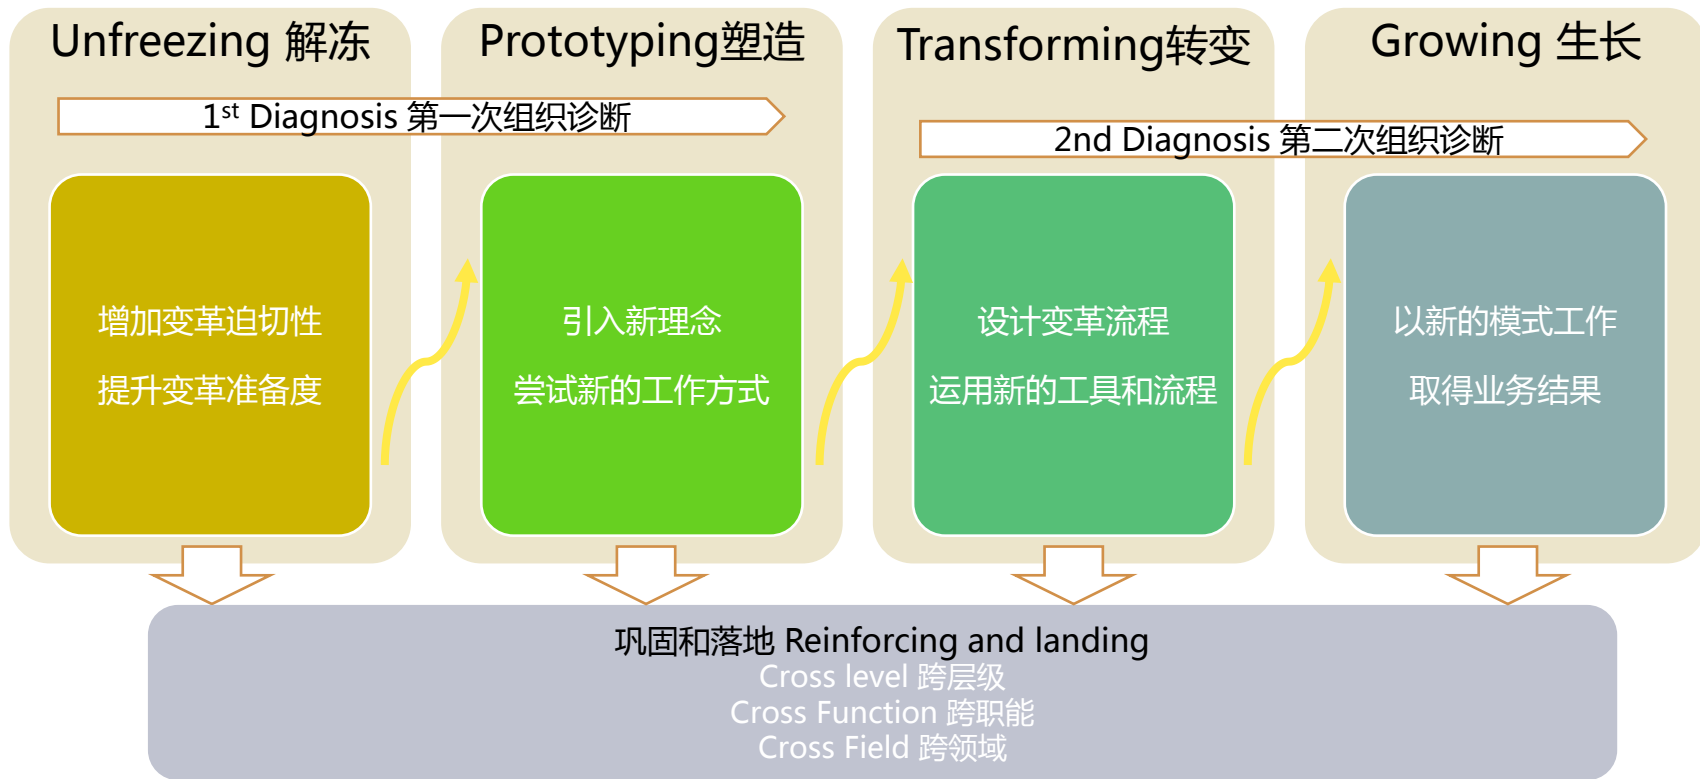 Unfreezing 解冻
Prototyping塑造
Transforming转变
Growing 生长
1st Diagnosis 第一次组织诊断
2nd Diagnosis 第二次组织诊断
增加变革迫切性
提升变革准备度
引入新理念
尝试新的工作方式
设计变革流程
运用新的工具和流程
以新的模式工作
取得业务结果
巩固和落地 Reinforcing and landing
Cross level 跨层级
Cross Function 跨职能
Cross Field 跨领域